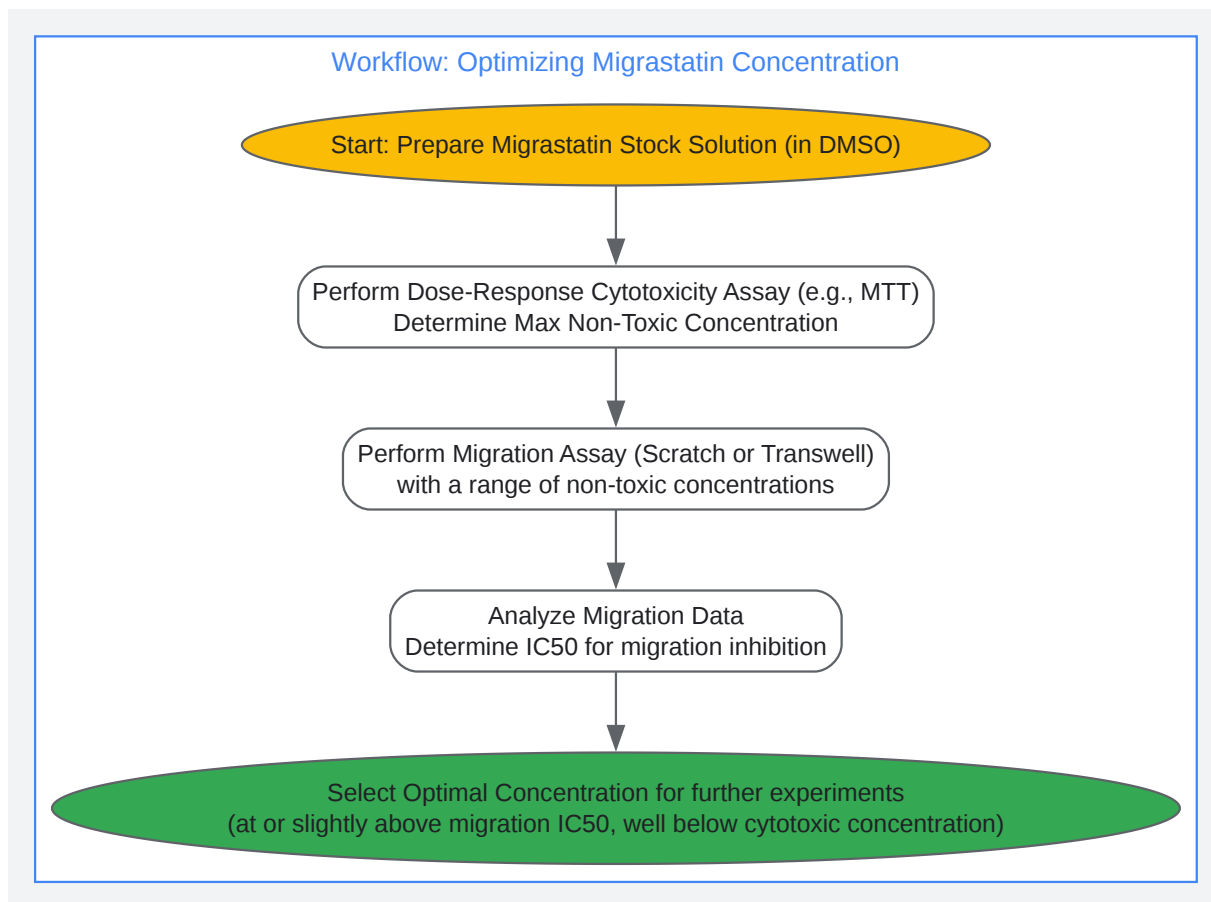 Workflow: Optimizing Migrastatin Concentration
Start: Prepare Migrastatin Stock Solution (in DMSO)
Perform Dose-Response Cytotoxicity Assay (e.g., MTT)
Determine Max Non-Toxic Concentration
Perform Migration Assay (Scratch or Transwell)
with a range of non-toxic concentrations
Analyze Migration Data
Determine IC50 for migration inhibition
Select Optimal Concentration for further experiments
(at or slightly above migration IC50, well below cytotoxic concentration)